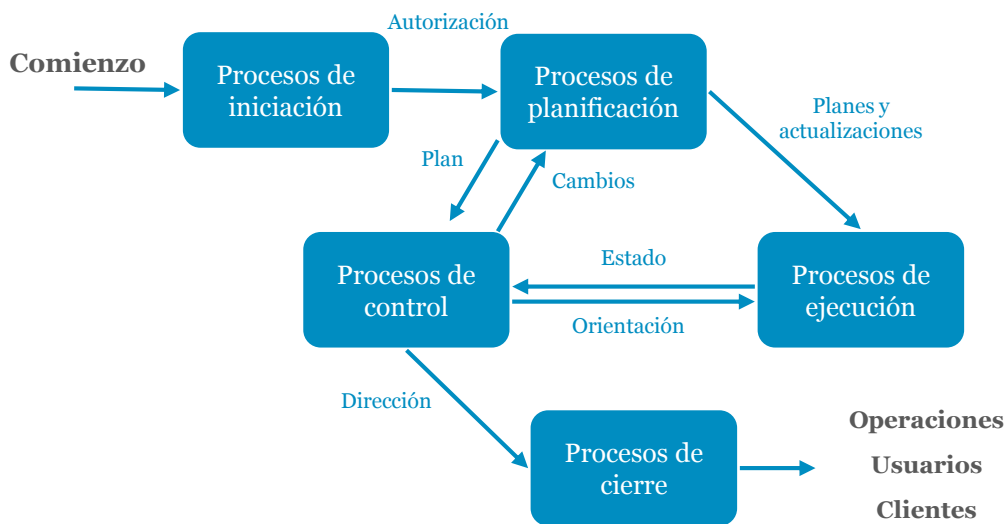 Autorización
Comienzo
Procesos de
iniciación
Procesos de
planificación
Planes y
actualizaciones
Plan
Cambios
Procesos de
control
Estado
Orientación
Procesos de
ejecución
Dirección
Procesos de
cierre
Operaciones
Usuarios
Clientes